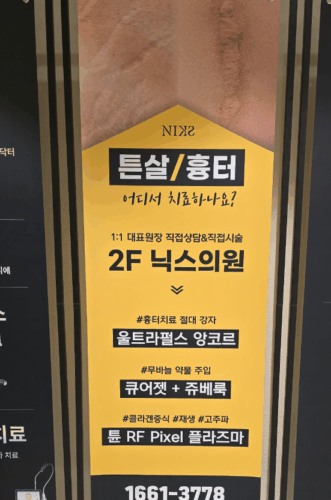 SKIN
튼살/흉터
어디서 치료하나요?
1:1 대표원장 직접상담&직접시술
2F 닉스의원
#흉터치료 절대 강자
울트라펄스 앙코르
#무바늘 약물 주입
큐어젯 + 쥬베룩
#콜라겐증식 #재생 #고주파
튠 RF Pixel 플라즈마
1661-3778
닥터
치료